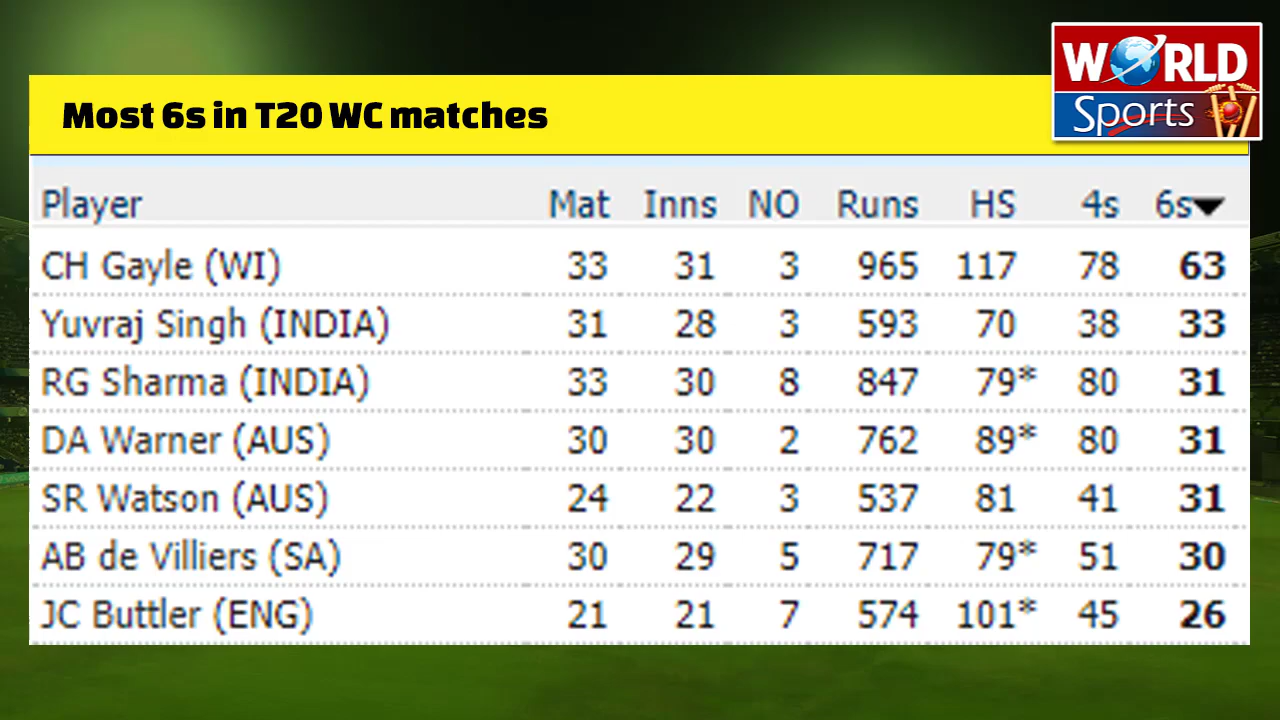 WORLD
Sports
Most 6s in T20 WC matches
Player Mat Inns NO Runs HS 4s 6s
CH Gayle (WI) 33 31 3 965 117 78 63
Yuvraj Singh (INDIA) 31 28 3 593 70 38 33
RG Sharma (INDIA) 33 30 8 847 79* 80 31
DA Warner (AUS) 30 30 2 762 89* 80 31
SR Watson (AUS) 24 22 3 537 81 41 31
AB de Villiers (SA) 30 29 5 717 79* 51 30
JC Buttler (ENG) 21 21 7 574 101* 45 26